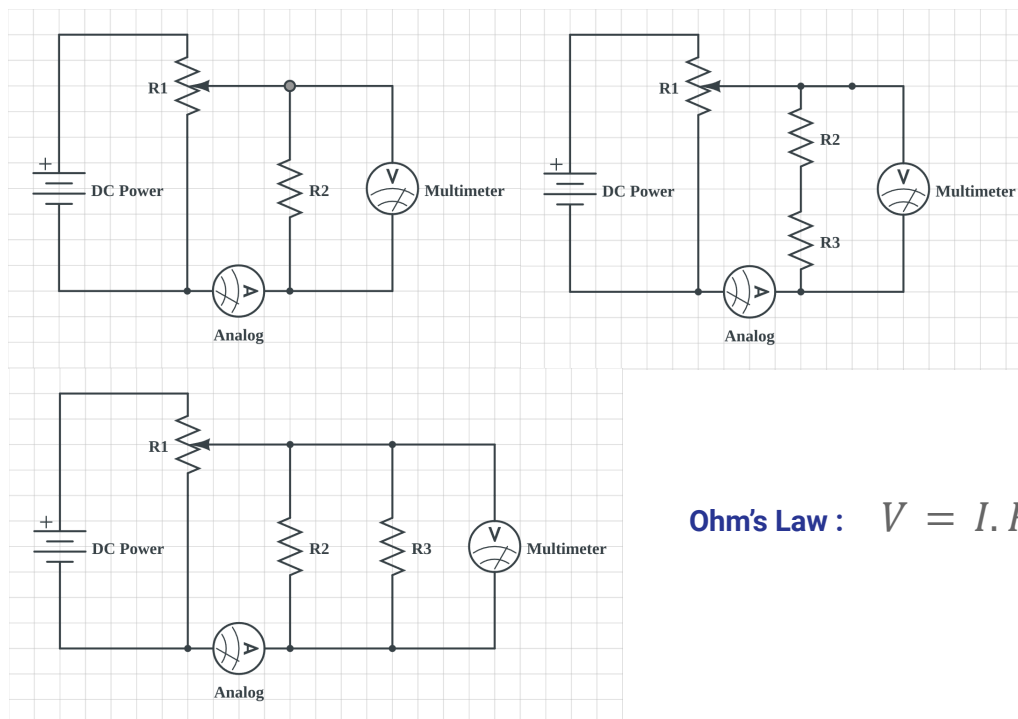 R1
+
DC Power
R2
V
Multimeter
A
Analog
R1
+
DC Power
R2
R3
V
Multimeter
A
Analog
R1
+
DC Power
R2
R3
V
Multimeter
A
Analog
Ohm's Law : V = I.